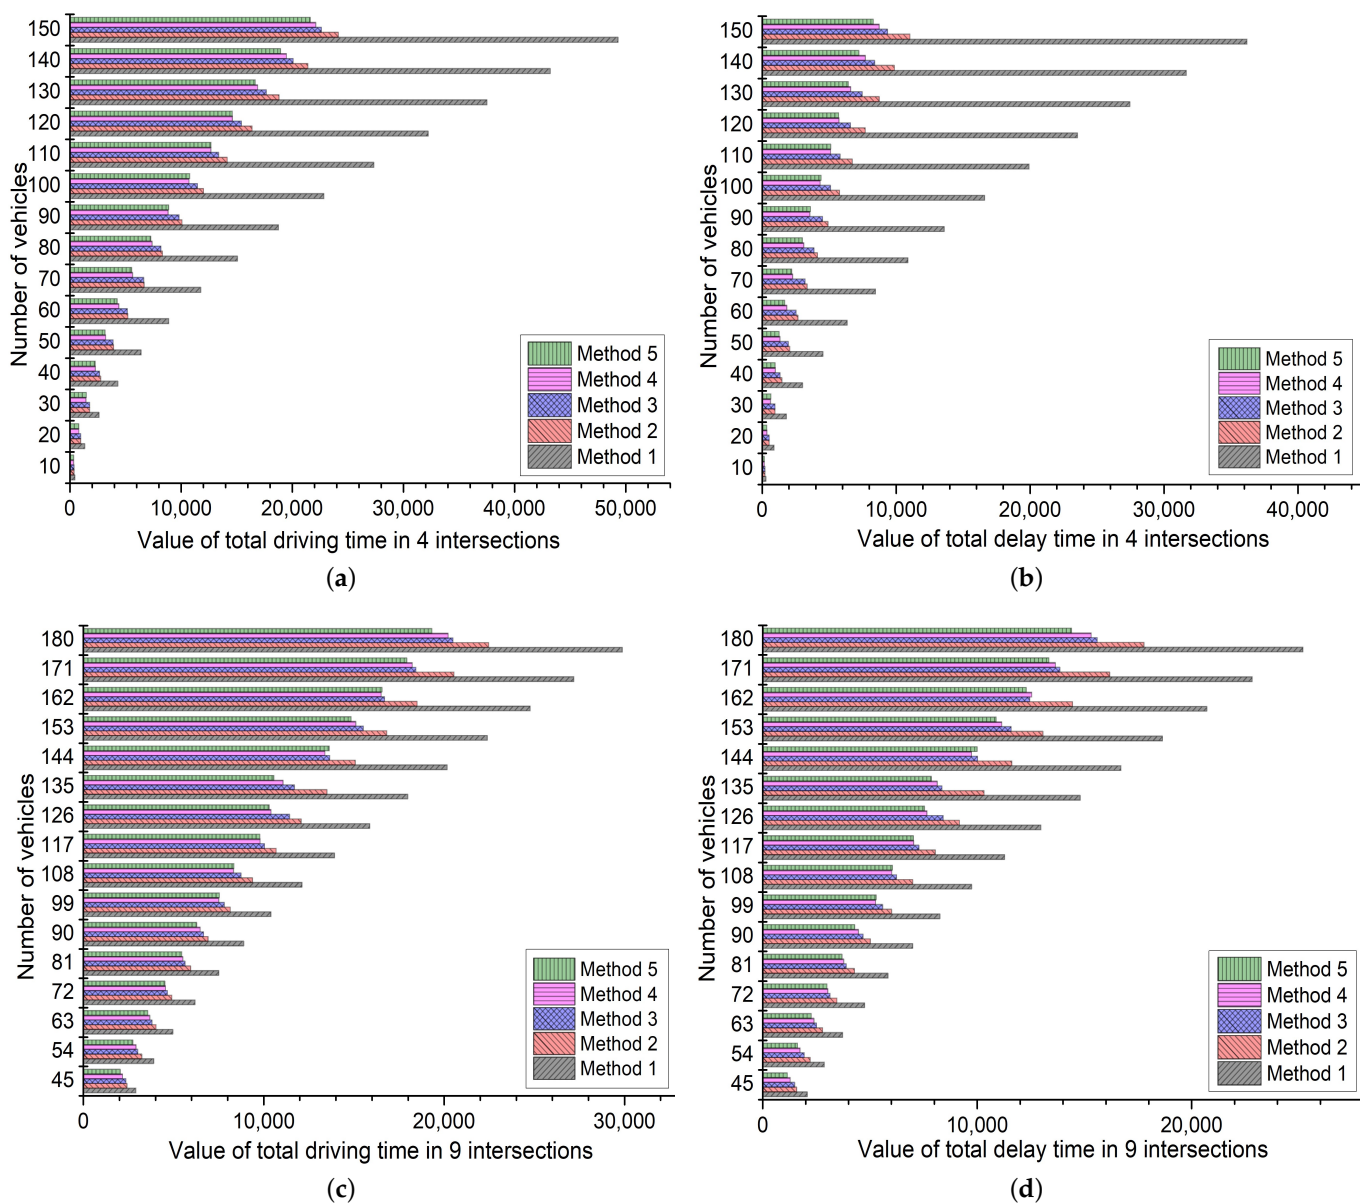 150
140
130
120
110
100
90
80
70
60
50
40
30
20
10
Number of vehicles
Method 5
Method 4
Method 3
Method 2
Method 1
0 10,000 20,000 30,000 40,000 50,000
Value of total driving time in 4 intersections
(a)
150
140
130
120
110
100
90
80
70
60
50
40
30
20
10
Number of vehicles
Method 5
Method 4
Method 3
Method 2
Method 1
0 10,000 20,000 30,000 40,000
Value of total delay time in 4 intersections
(b)
180
171
162
153
144
135
126
117
108
99
90
81
72
63
54
45
Number of vehicles
Method 5
Method 4
Method 3
Method 2
Method 1
0 10,000 20,000 30,000
Value of total driving time in 9 intersections
(c)
180
171
162
153
144
135
126
117
108
99
90
81
72
63
54
45
Number of vehicles
Method 5
Method 4
Method 3
Method 2
Method 1
0 10,000 20,000
Value of total delay time in 9 intersections
(d)